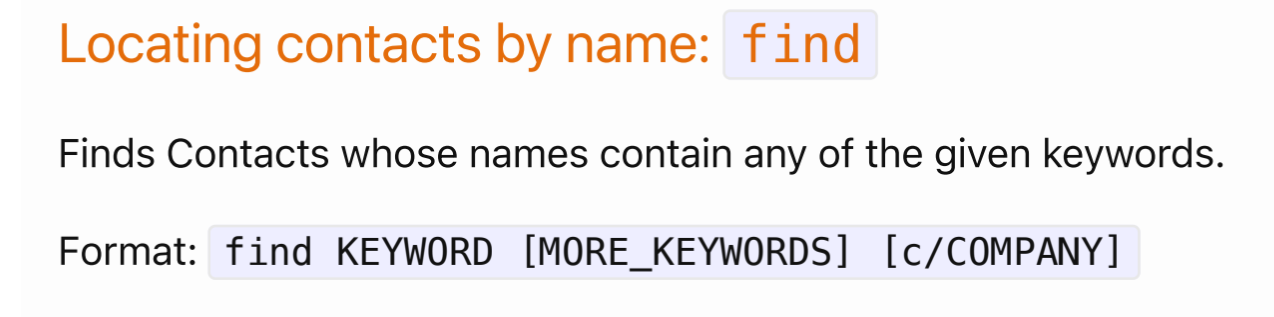 Locating contacts by name: find
Finds Contacts whose names contain any of the given keywords.
Format: find KEYWORD [MORE_KEYWORDS] [c/COMPANY]